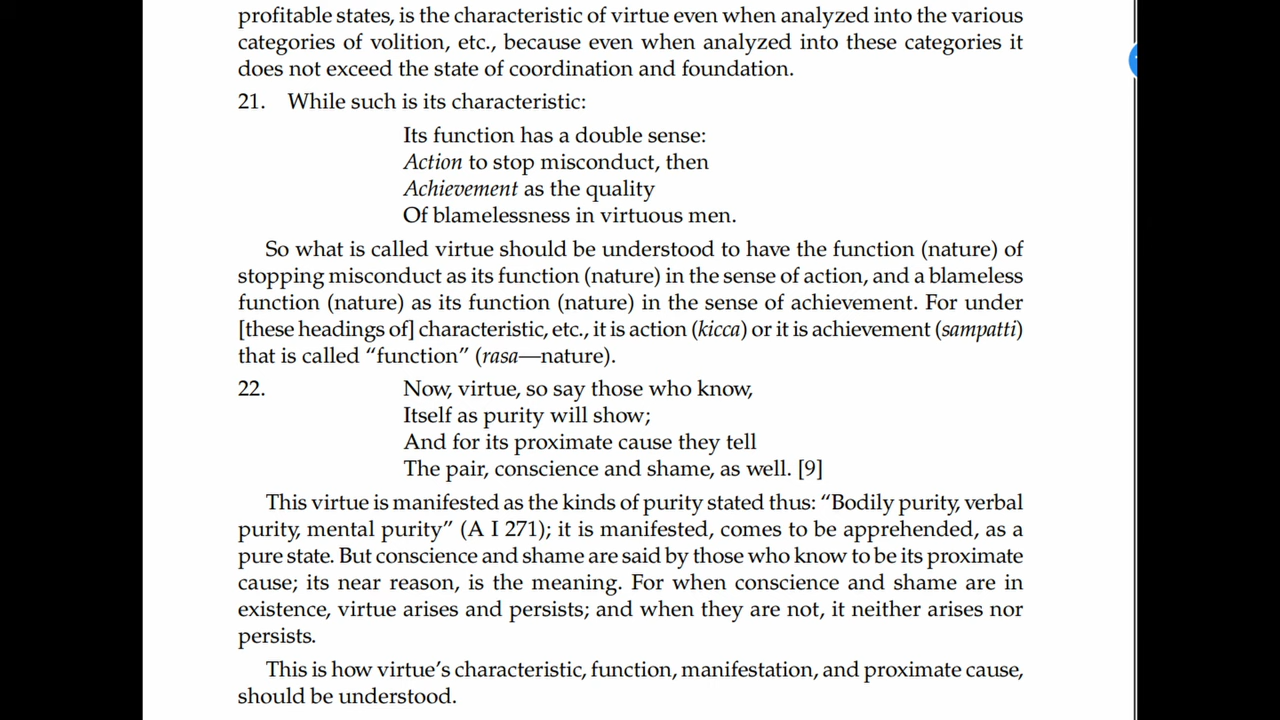 profitable states, is the characteristic of virtue even when analyzed into the various
categories of volition, etc., because even when analyzed into these categories it
does not exceed the state of coordination and foundation.
21. While such is its characteristic:
Its function has a double sense:
Action to stop misconduct, then
Achievement as the quality
Of blamelessness in virtuous men.
So what is called virtue should be understood to have the function (nature) of
stopping misconduct as its function (nature) in the sense of action, and a blameless
function (nature) as its function (nature) in the sense of achievement. For under
[these headings of] characteristic, etc., it is action (kicca) or it is achievement (sampatti)
that is called “function” (rasa—nature).
22. Now, virtue, so say those who know,
Itself as purity will show;
And for its proximate cause they tell
The pair, conscience and shame, as well. [9]
This virtue is manifested as the kinds of purity stated thus: “Bodily purity, verbal
purity, mental purity” (A I 271); it is manifested, comes to be apprehended, as a
pure state. But conscience and shame are said by those who know to be its proximate
cause; its near reason, is the meaning. For when conscience and shame are in
existence, virtue arises and persists; and when they are not, it neither arises nor
persists.
This is how virtue’s characteristic, function, manifestation, and proximate cause,
should be understood.